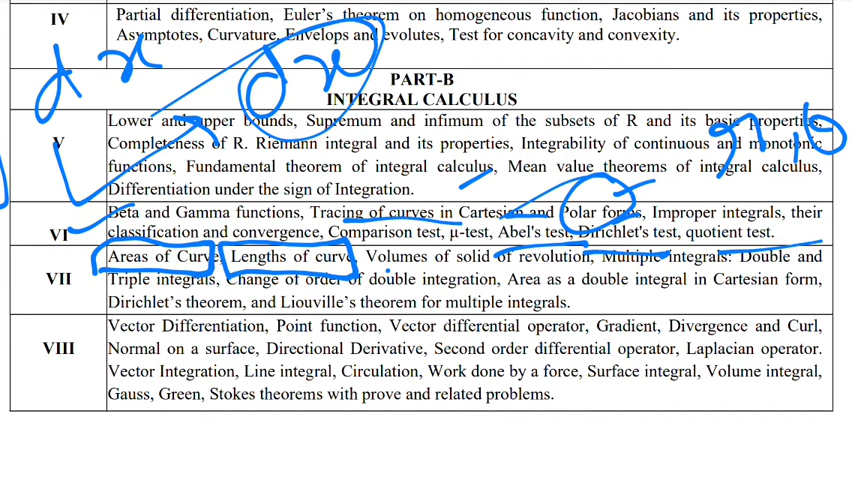 IV
Partial differentiation, Euler's theorem on homogeneous function, Jacobians and its properties,
Asymptotes, Curvature, Envelops and evolutes, Test for concavity and convexity.
PART-B
INTEGRAL CALCULUS
V
Lower and upper bounds, Supremum and infimum of the subsets of R and its basic properties,
Completeness of R. Riemann integral and its properties, Integrability of continuous and monotonic
functions, Fundamental theorem of integral calculus, Mean value theorems of integral calculus,
Differentiation under the sign of Integration.
VI
Beta and Gamma functions, Tracing of curves in Cartesian and Polar forms, Improper integrals, their
classification and convergence, Comparison test, μ-test, Abel's test, Dirichlet's test, quotient test.
VII
Areas of Curve, Lengths of curve, Volumes of solid of revolution, Multiple integrals: Double and
Triple integrals, Change of order of double integration, Area as a double integral in Cartesian form,
Dirichlet's theorem, and Liouville's theorem for multiple integrals.
VIII
Vector Differentiation, Point function, Vector differential operator, Gradient, Divergence and Curl,
Normal on a surface, Directional Derivative, Second order differential operator, Laplacian operator.
Vector Integration, Line integral, Circulation, Work done by a force, Surface integral, Volume integral,
Gauss, Green, Stokes theorems with prove and related problems.